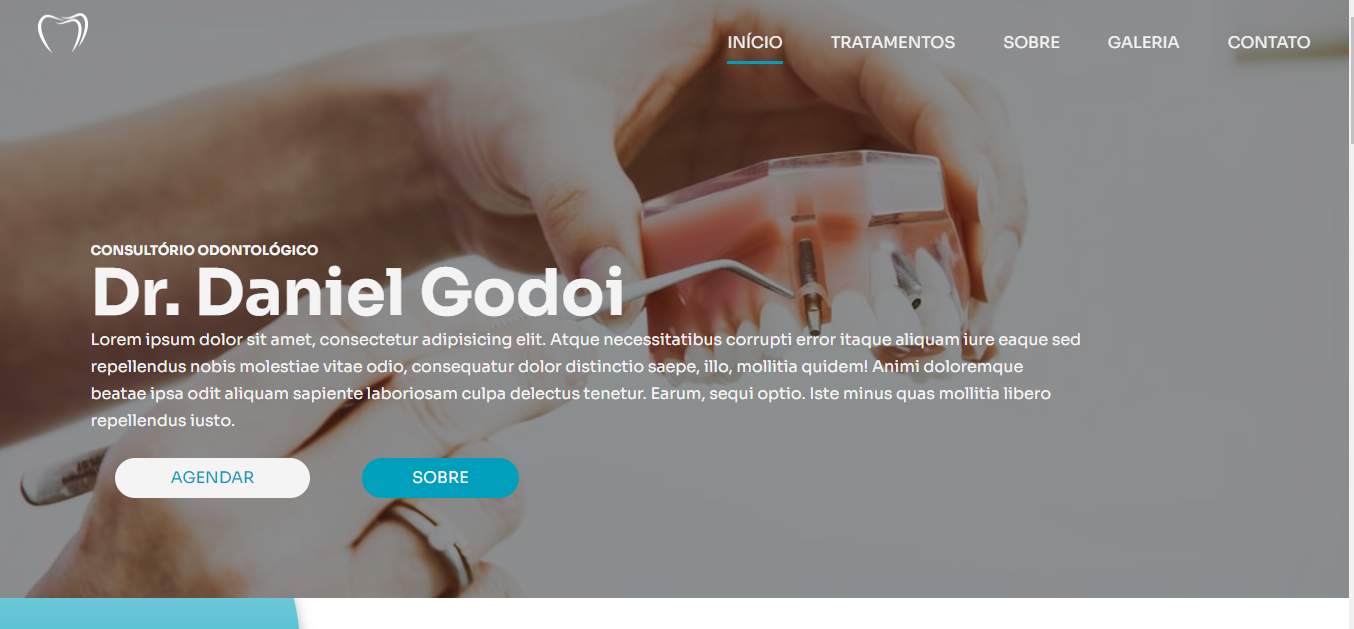 INÍCIO TRATAMENTOS SOBRE GALERIA CONTATO
CONSULTÓRIO ODONTOLÓGICO
Dr. Daniel Godoi
Lorem ipsum dolor sit amet, consectetur adipisicing elit. Atque necessitatibus corrupti error itaque aliquam iure eaque sed
repellendus nobis molestiae vitae odio, consequatur dolor distinctio saepe, illo, mollitia quidem! Animi doloremque
beatae ipsa odit aliquam sapiente laboriosam culpa delectus tenetur. Earum, sequi optio. Iste minus quas mollitia libero
repellendus iusto.
AGENDAR SOBRE